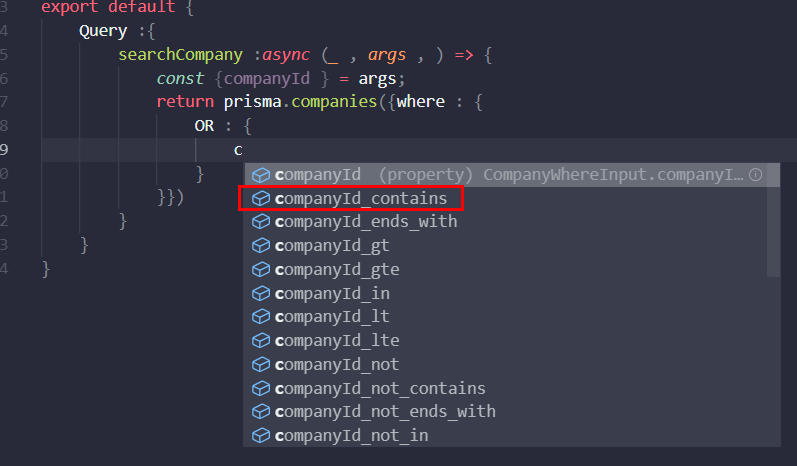 3 export default {
4 Query :{
5 searchCompany :async (_ , args , ) => {
6 const {companyId } = args;
7 return prisma.companies({where : {
8 OR : {
9 c
companyId (property) CompanyWhereInput.companyI…
0 }
companyId_contains
1 }})
companyId_ends_with
2 }
companyId_gt
3 }
companyId_gte
4 }
companyId_in
companyId_lt
companyId_lte
companyId_not
companyId_not_contains
companyId_not_ends_with
companyId_not_in